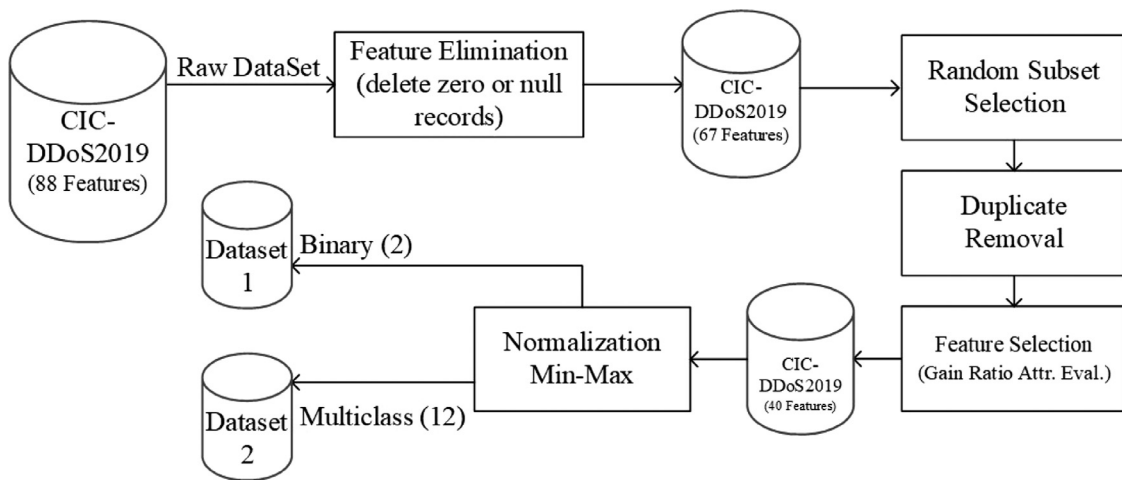 CIC-
DDoS2019
(88 Features)
Raw DataSet
Feature Elimination
(delete zero or null
records)
CIC-
DDoS2019
(67 Features)
Random Subset
Selection
Duplicate
Removal
Feature Selection
(Gain Ratio Attr. Eval.)
CIC-
DDoS2019
(40 Features)
Normalization
Min-Max
Binary (2)
Dataset
1
Multiclass (12)
Dataset
2